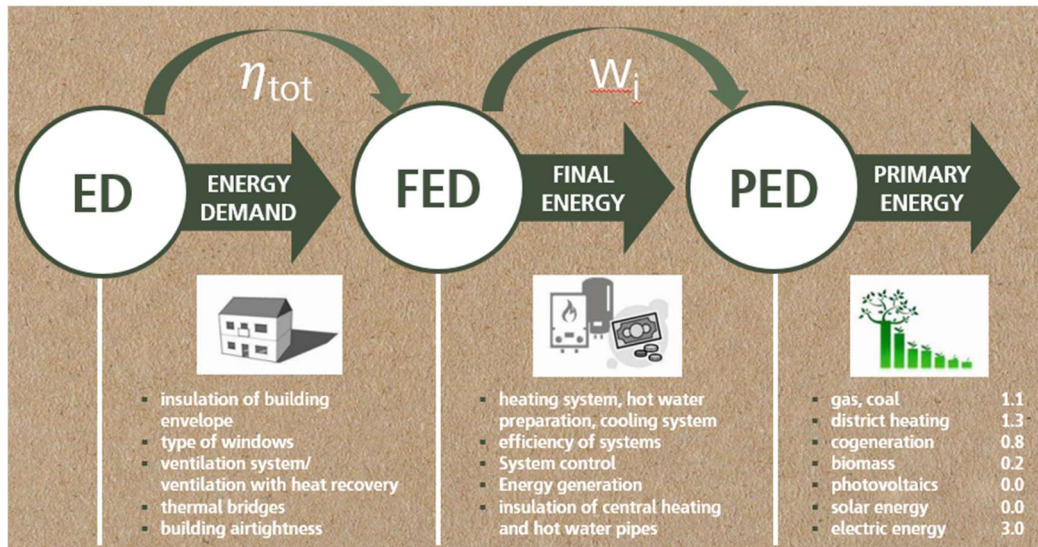 ηtot
Wi
ED
ENERGY
DEMAND
FED
FINAL
ENERGY
PED
PRIMARY
ENERGY
▪ insulation of building
envelope
▪ type of windows
▪ ventilation system/
ventilation with heat recovery
▪ thermal bridges
▪ building airtightness
▪ heating system, hot water
preparation, cooling system
▪ efficiency of systems
▪ System control
▪ Energy generation
▪ insulation of central heating
and hot water pipes
▪ gas, coal 1.1
▪ district heating 1.3
▪ cogeneration 0.8
▪ biomass 0.2
▪ photovoltaics 0.0
▪ solar energy 0.0
▪ electric energy 3.0